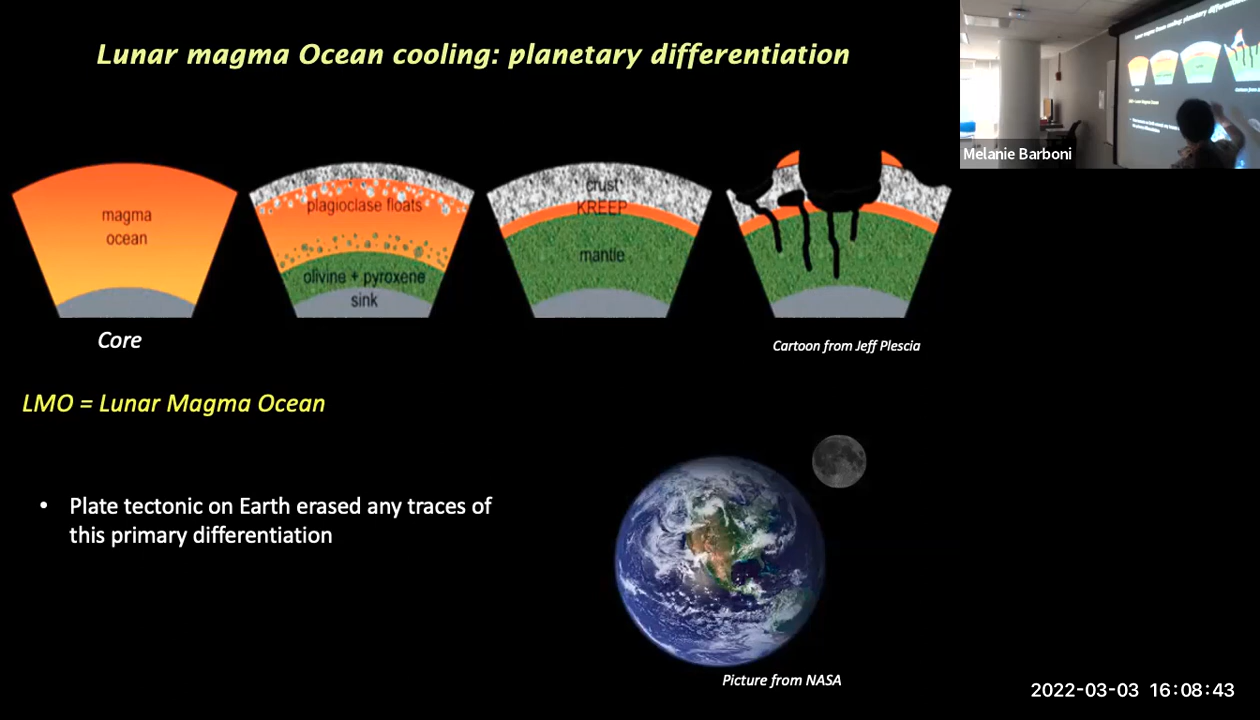 Lunar magma Ocean cooling: planetary differentiation
Melanie Barboni
magma
ocean
plagioclase floats
olivine + pyroxene
sink
crust
KREEP
mantle
Core
Cartoon from Jeff Plescia
LMO = Lunar Magma Ocean
• Plate tectonic on Earth erased any traces of
this primary differentiation
Picture from NASA
2022-03-03 16:08:43